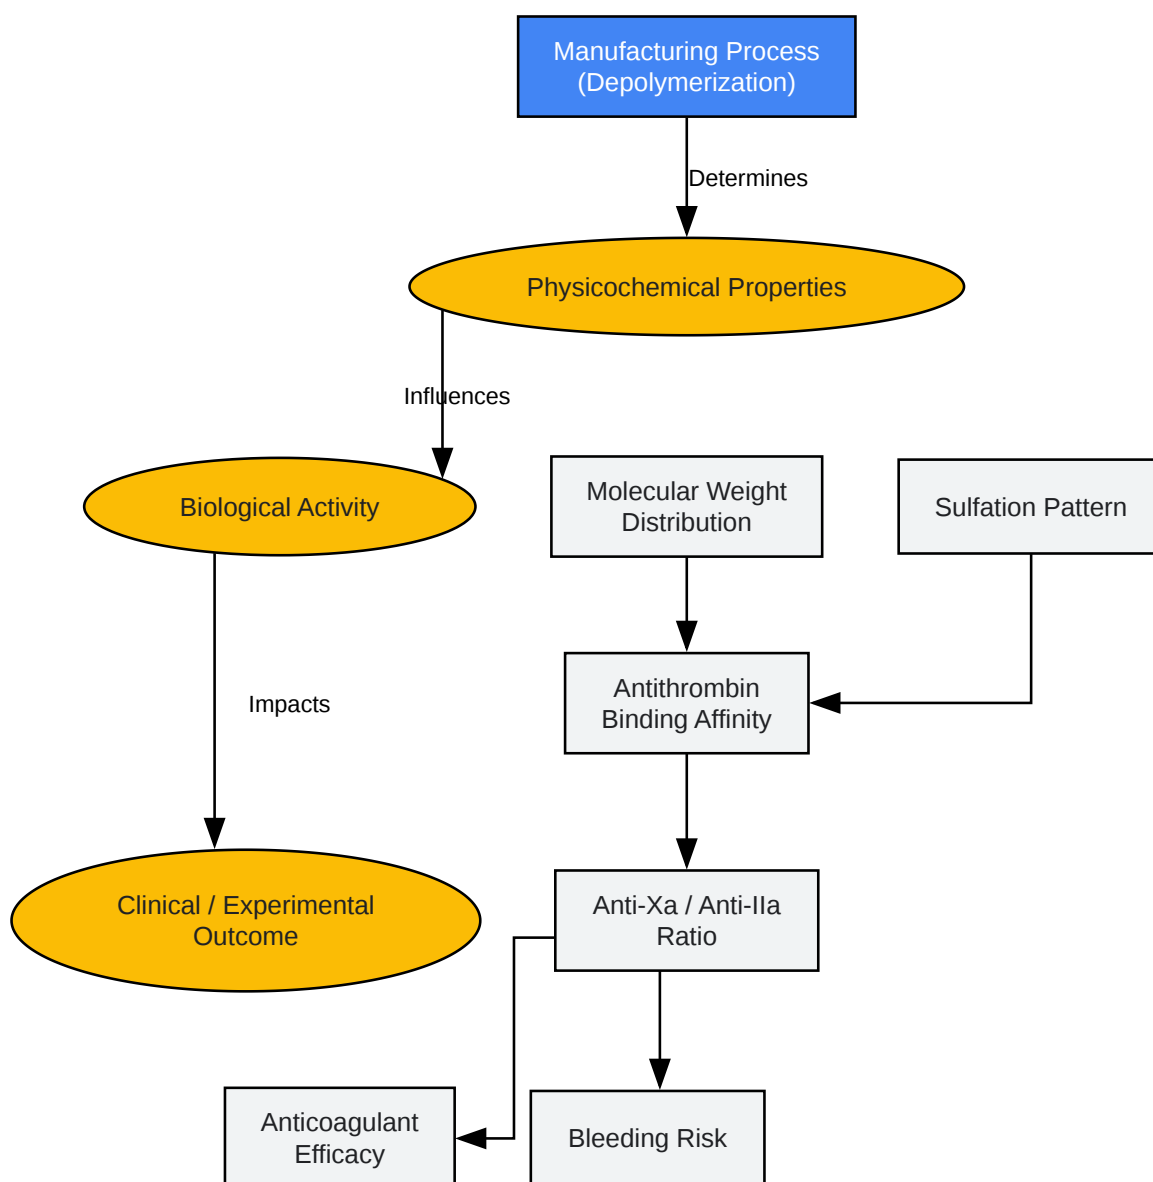 Manufacturing Process
(Depolymerization)
Determines
Physicochemical Properties
Influences
Biological Activity
Molecular Weight
Distribution
Sulfation Pattern
Impacts
Antithrombin
Binding Affinity
Clinical / Experimental
Outcome
Anti-Xa / Anti-IIa
Ratio
Anticoagulant
Efficacy
Bleeding Risk